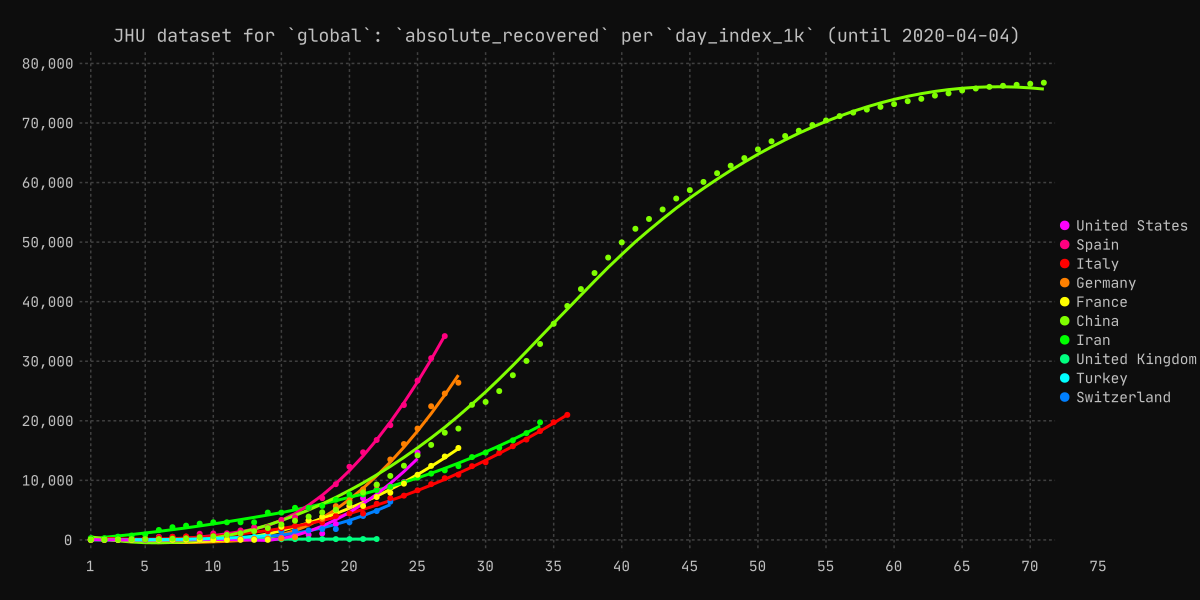 JHU dataset for `global`: `absolute_recovered` per `day_index_1k` (until 2020-04-04)
80,000
70,000
60,000
50,000
40,000
30,000
20,000
10,000
0
1 5 10 15 20 25 30 35 40 45 50 55 60 65 70 75
United States
Spain
Italy
Germany
France
China
Iran
United Kingdom
Turkey
Switzerland